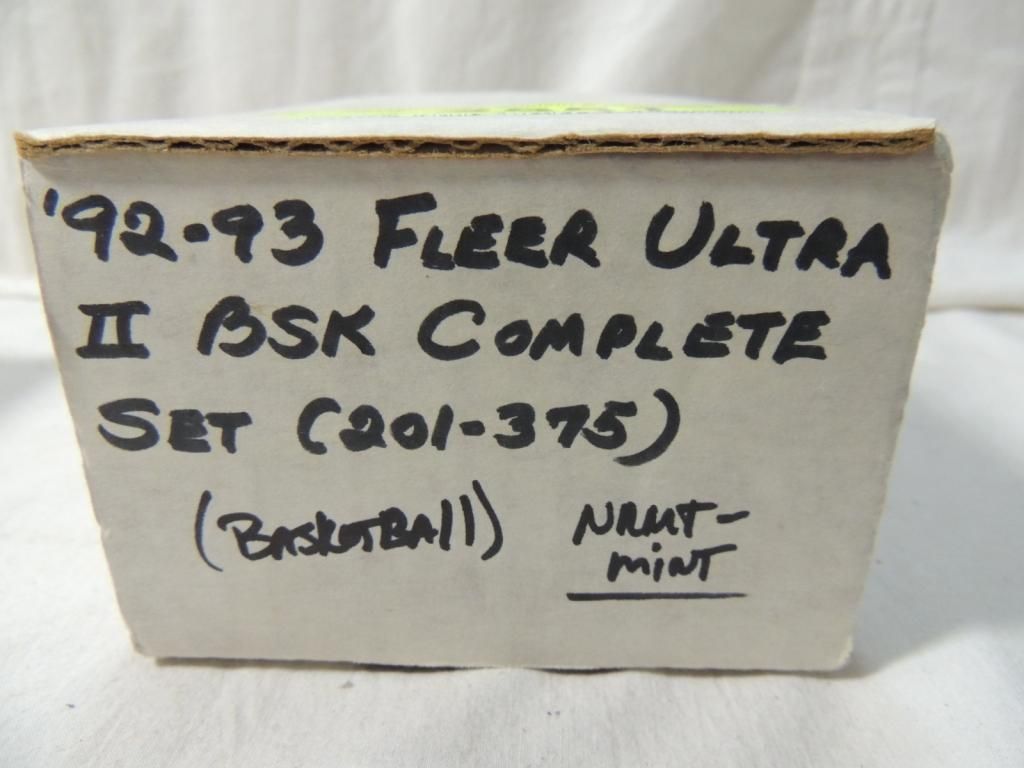 '92-93 FLEER ULTRA
II BSK COMPLETE
SET (201-375)
(BASKETBAll) NRMT-
MINT